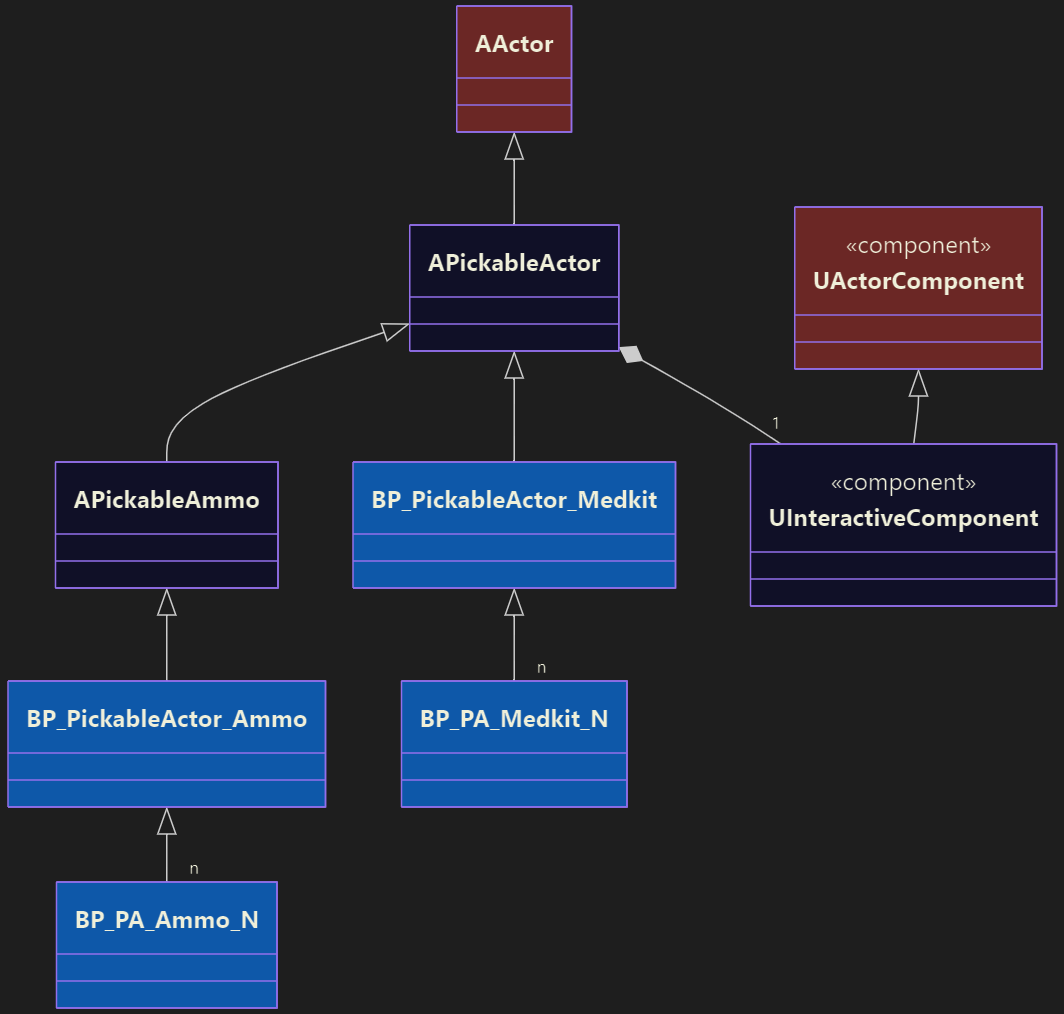 AActor
APickableActor
«component»
UActorComponent
1
APickableAmmo
BP_PickableActor_Medkit
«component»
UInteractiveComponent
n
BP_PickableActor_Ammo
BP_PA_Medkit_N
n
BP_PA_Ammo_N